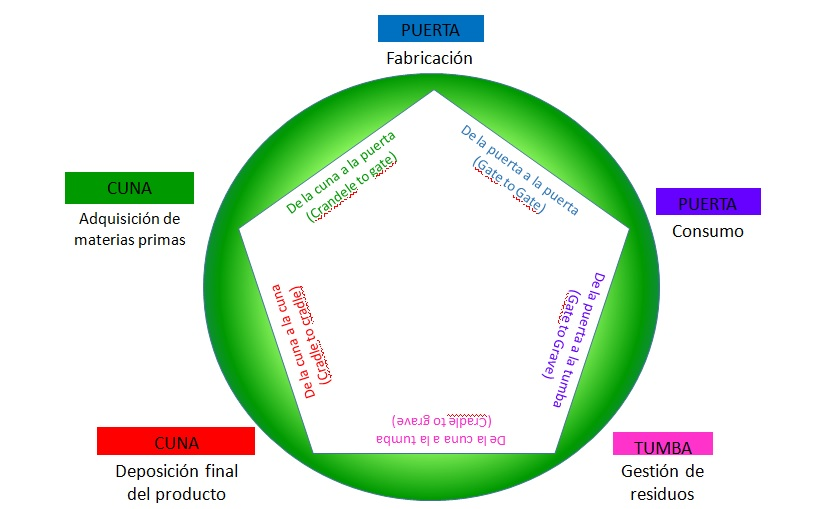 PUERTA
Fabricación
CUNA
Adquisición de
materias primas
De la cuna a la puerta
(Crandele to gate)
De la puerta a la puerta
(Gate to Gate)
PUERTA
Consumo
De la cuna a la cuna
(Cradle to cradle)
De la puerta a la tumba
(Gate to Grave)
De la cuna a la tumba
(Cradle to grave)
CUNA
Deposición final
del producto
TUMBA
Gestión de
residuos